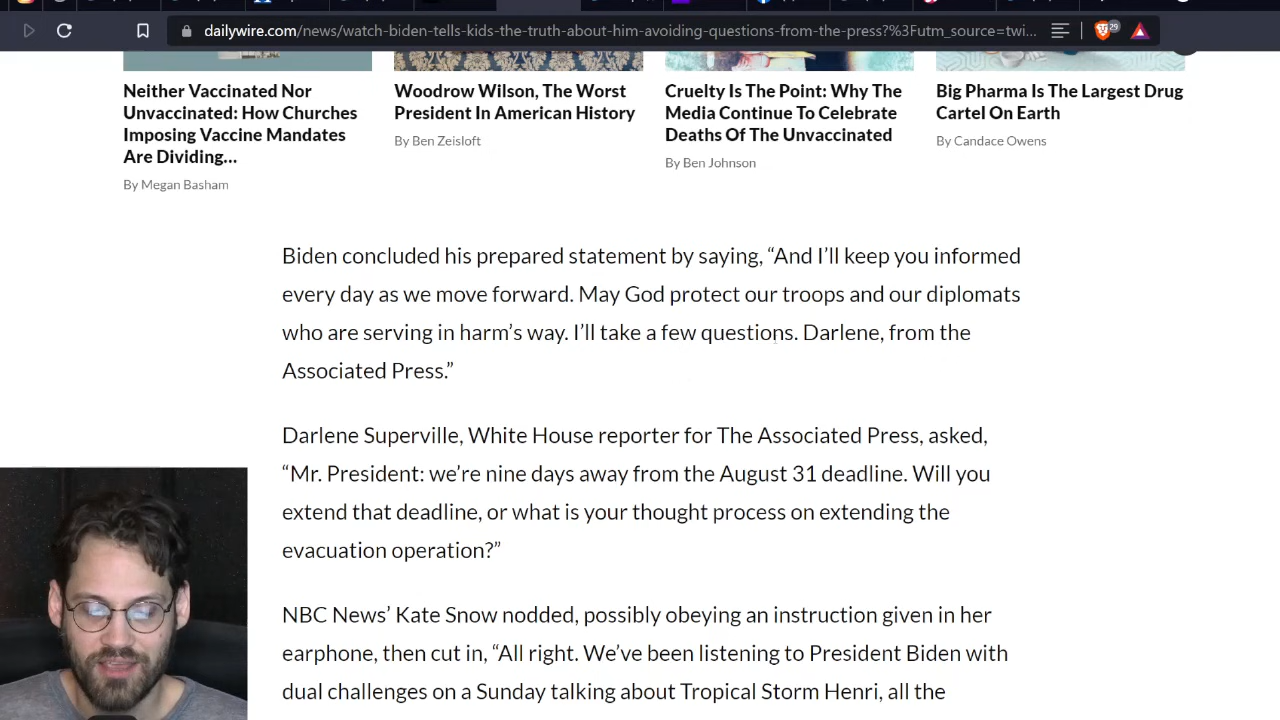 dailywire.com/news/watch-biden-tells-kids-the-truth-about-him-avoiding-questions-from-the-press?%3Futm_source=twi...
29
Neither Vaccinated Nor
Unvaccinated: How Churches
Imposing Vaccine Mandates
Are Dividing...
By Megan Basham
Woodrow Wilson, The Worst
President In American History
By Ben Zeisloft
Cruelty Is The Point: Why The
Media Continue To Celebrate
Deaths Of The Unvaccinated
By Ben Johnson
Big Pharma Is The Largest Drug
Cartel On Earth
By Candace Owens
Biden concluded his prepared statement by saying, “And I’ll keep you informed
every day as we move forward. May God protect our troops and our diplomats
who are serving in harm’s way. I’ll take a few questions. Darlene, from the
Associated Press.”
Darlene Superville, White House reporter for The Associated Press, asked,
“Mr. President: we’re nine days away from the August 31 deadline. Will you
extend that deadline, or what is your thought process on extending the
evacuation operation?”
NBC News’ Kate Snow nodded, possibly obeying an instruction given in her
earphone, then cut in, “All right. We’ve been listening to President Biden with
dual challenges on a Sunday talking about Tropical Storm Henri, all the